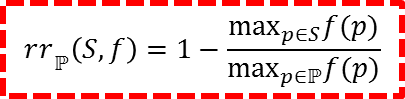 rr_ℙ(S, f) = 1 − max_{p∈S} f(p) / max_{p∈ℙ} f(p)